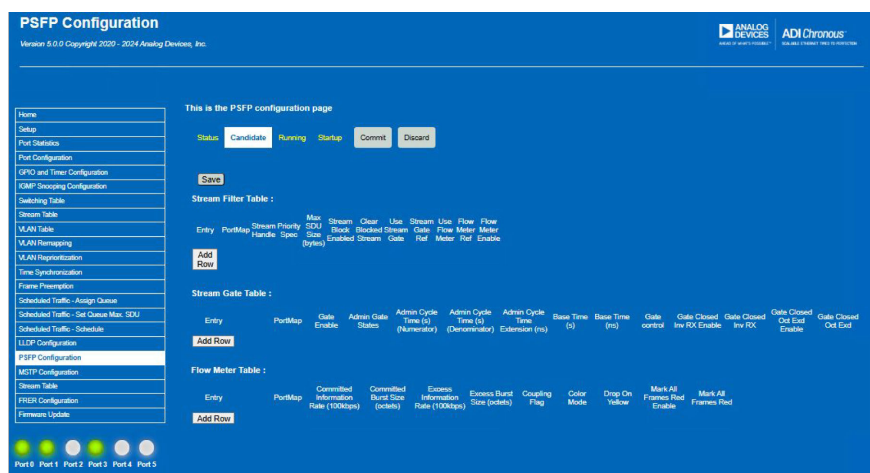 PSFP Configuration
Version 5.0.0 Copyright 2020 - 2024 Analog Devices, Inc.
ANALOG DEVICES
AHEAD OF WHAT'S POSSIBLE™
ADI Chronous™
SCALABLE ETHERNET TIMED TO PERFECTION
Home
Setup
Port Statistics
Port Configuration
GPIO and Timer Configuration
IGMP Snooping Configuration
Switching Table
Stream Table
VLAN Table
VLAN Remapping
VLAN Reprioritization
Time Synchronization
Frame Preemption
Scheduled Traffic - Assign Queue
Scheduled Traffic - Set Queue Max. SDU
Scheduled Traffic - Schedule
LLDP Configuration
PSFP Configuration
MSTP Configuration
Stream Table
FRER Configuration
Firmware Update
Port 0 Port 1 Port 2 Port 3 Port 4 Port 5
This is the PSFP configuration page
Status Candidate Running Startup Commit Discard
Save
Stream Filter Table :
Entry PortMap Stream Handle Priority Spec Max SDU Size (bytes) Stream Block Enabled Clear Blocked Stream Use Stream Gate Stream Gate Ref Use Flow Meter Flow Meter Ref Flow Meter Enable
Add Row
Stream Gate Table :
Entry PortMap Gate Enable Admin Gate States Admin Cycle Time (s) (Numerator) Admin Cycle Time (s) (Denominator) Admin Cycle Time Extension (ns) Base Time (s) Base Time (ns) Gate control Gate Closed Inv RX Enable Gate Closed Inv RX Gate Closed Oct Exd Enable Gate Closed Oct Exd
Add Row
Flow Meter Table :
Entry PortMap Committed Information Rate (100kbps) Committed Burst Size (octets) Excess Information Rate (100kbps) Excess Burst Size (octets) Coupling Flag Color Mode Drop On Yellow Mark All Frames Red Enable Mark All Frames Red
Add Row